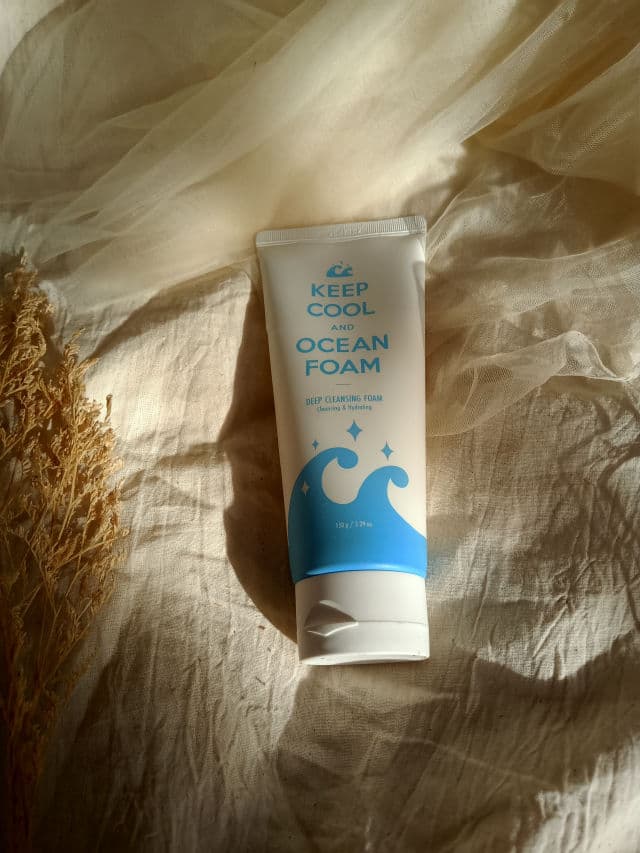 KEEP
COOL
AND
OCEAN
FOAM
DEEP CLEANSING FOAM
Cleansing & Hydrating
150 g / 5.29 oz